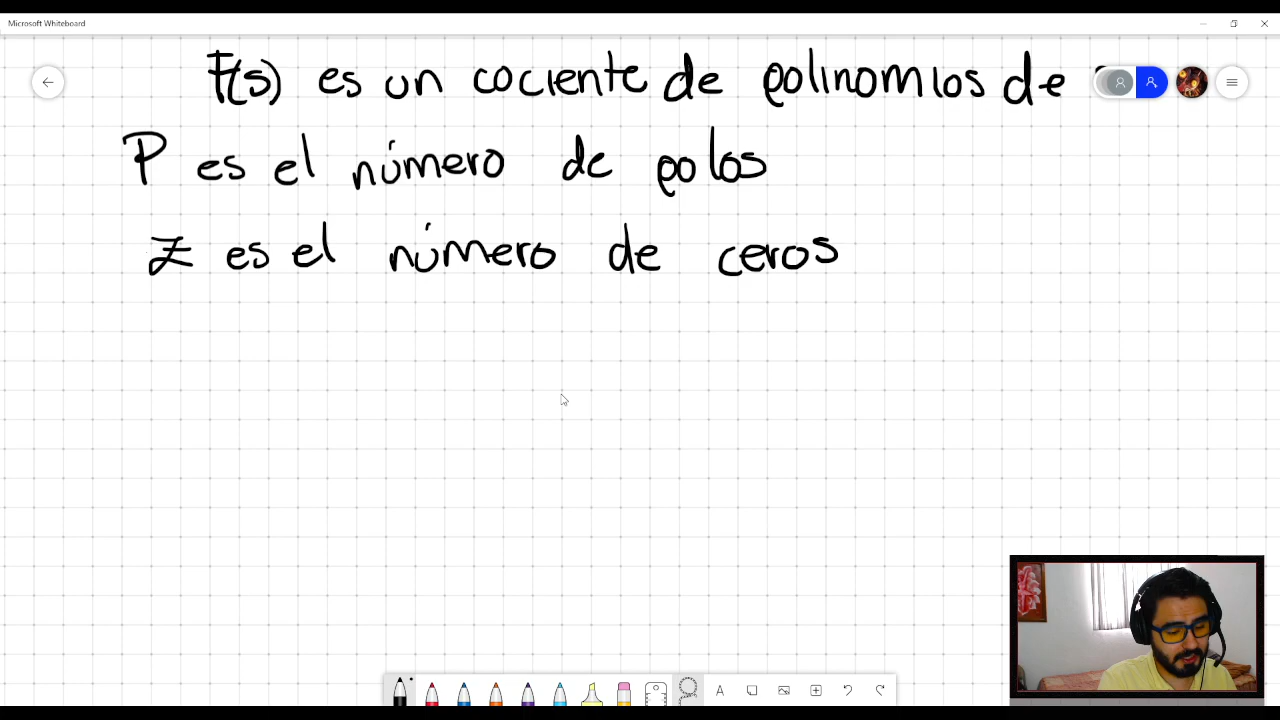 Microsoft Whiteboard
F(s) es un cociente de polinomios de
P es el número de polos
Z es el número de ceros